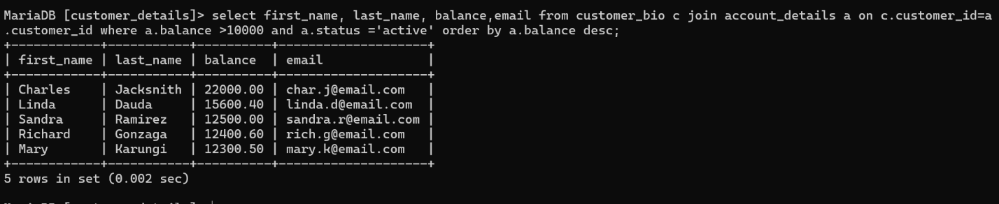 MariaDB [customer_details]> select first_name, last_name, balance,email from customer_bio c join account_details a on c.customer_id=a
.customer_id where a.balance >10000 and a.status ='active' order by a.balance desc;
+------------+-----------+----------+--------------------+
| first_name | last_name | balance  | email              |
+------------+-----------+----------+--------------------+
| Charles    | Jacksnith | 22000.00 | char.j@email.com   |
| Linda      | Dauda     | 15600.40 | linda.d@email.com  |
| Sandra     | Ramirez   | 12500.00 | sandra.r@email.com |
| Richard    | Gonzaga   | 12400.60 | rich.g@email.com   |
| Mary       | Karungi   | 12300.50 | mary.k@email.com   |
+------------+-----------+----------+--------------------+
5 rows in set (0.002 sec)